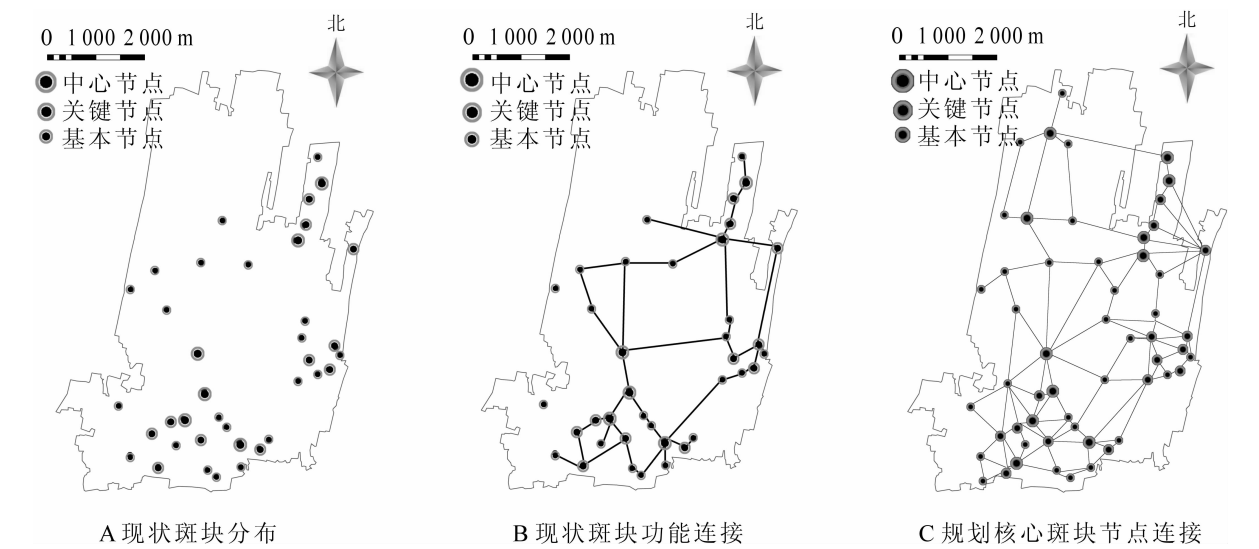 北
0 1 000 2 000 m
中心节点
关键节点
基本节点
A 现状斑块分布
北
0 1 000 2 000 m
中心节点
关键节点
基本节点
B 现状斑块功能连接
北
0 1 000 2 000 m
中心节点
关键节点
基本节点
C 规划核心斑块节点连接